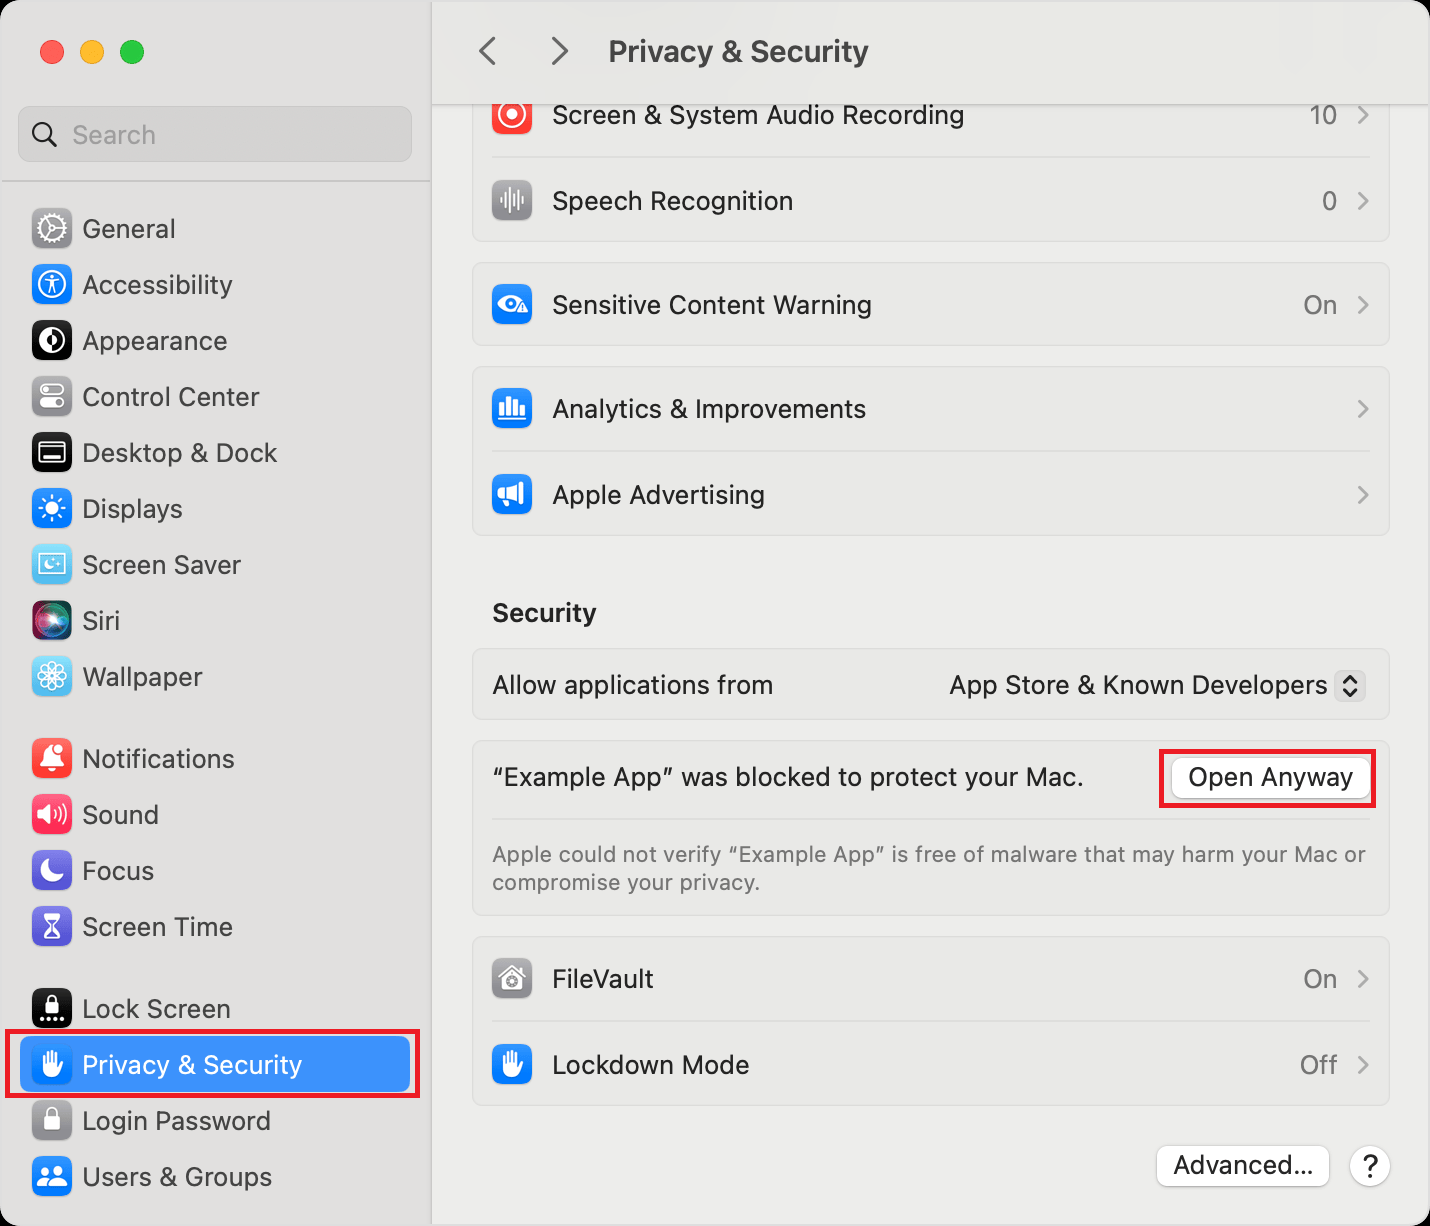 Search
General
Accessibility
Appearance
Control Center
Desktop & Dock
Displays
Screen Saver
Siri
Wallpaper
Notifications
Sound
Focus
Screen Time
Lock Screen
Privacy & Security
Login Password
Users & Groups
Privacy & Security
Screen & System Audio Recording 10
Speech Recognition 0
Sensitive Content Warning On
Analytics & Improvements
Apple Advertising
Security
Allow applications from App Store & Known Developers
“Example App” was blocked to protect your Mac. Open Anyway
Apple could not verify “Example App” is free of malware that may harm your Mac or
compromise your privacy.
FileVault On
Lockdown Mode Off
Advanced... ?